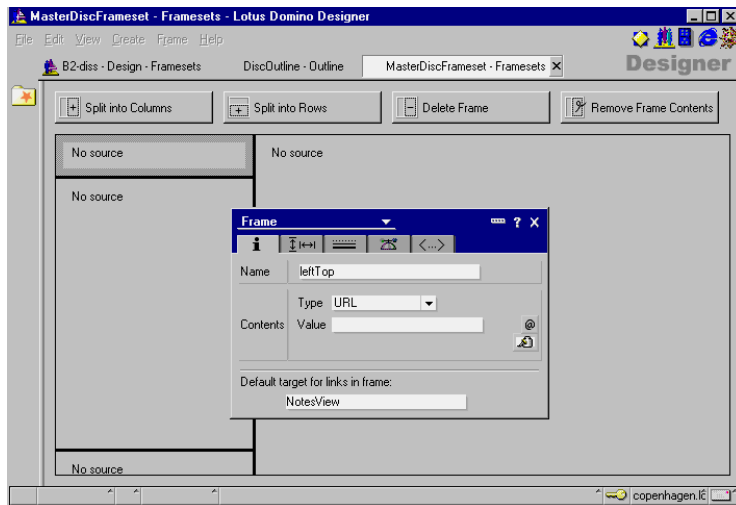 MasterDiscFrameset - Framesets - Lotus Domino Designer
File Edit View Create Frame Help
B2-diss - Design - Framesets DiscOutline - Outline MasterDiscFrameset - Framesets
Designer
Split into Columns Split into Rows Delete Frame Remove Frame Contents
No source No source
No source
Frame ? X
i <...>
Name leftTop
Type URL
Contents Value @
Default target for links in frame:
NotesView
No source